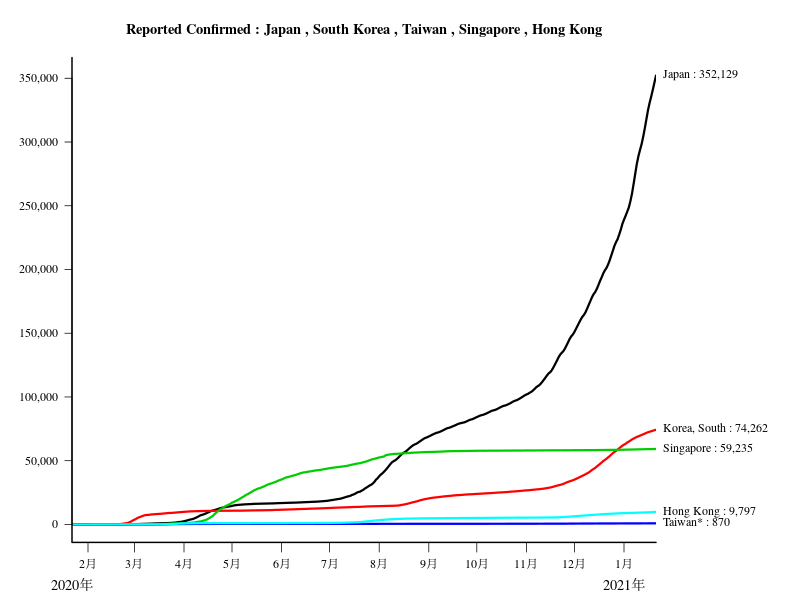 Reported Confirmed : Japan , South Korea , Taiwan , Singapore , Hong Kong
350,000
300,000
250,000
200,000
150,000
100,000
50,000
0
Japan : 352,129
Korea, South : 74,262
Singapore : 59,235
Hong Kong : 9,797
Taiwan* : 870
2月 3月 4月 5月 6月 7月 8月 9月 10月 11月 12月 1月
2020年 2021年